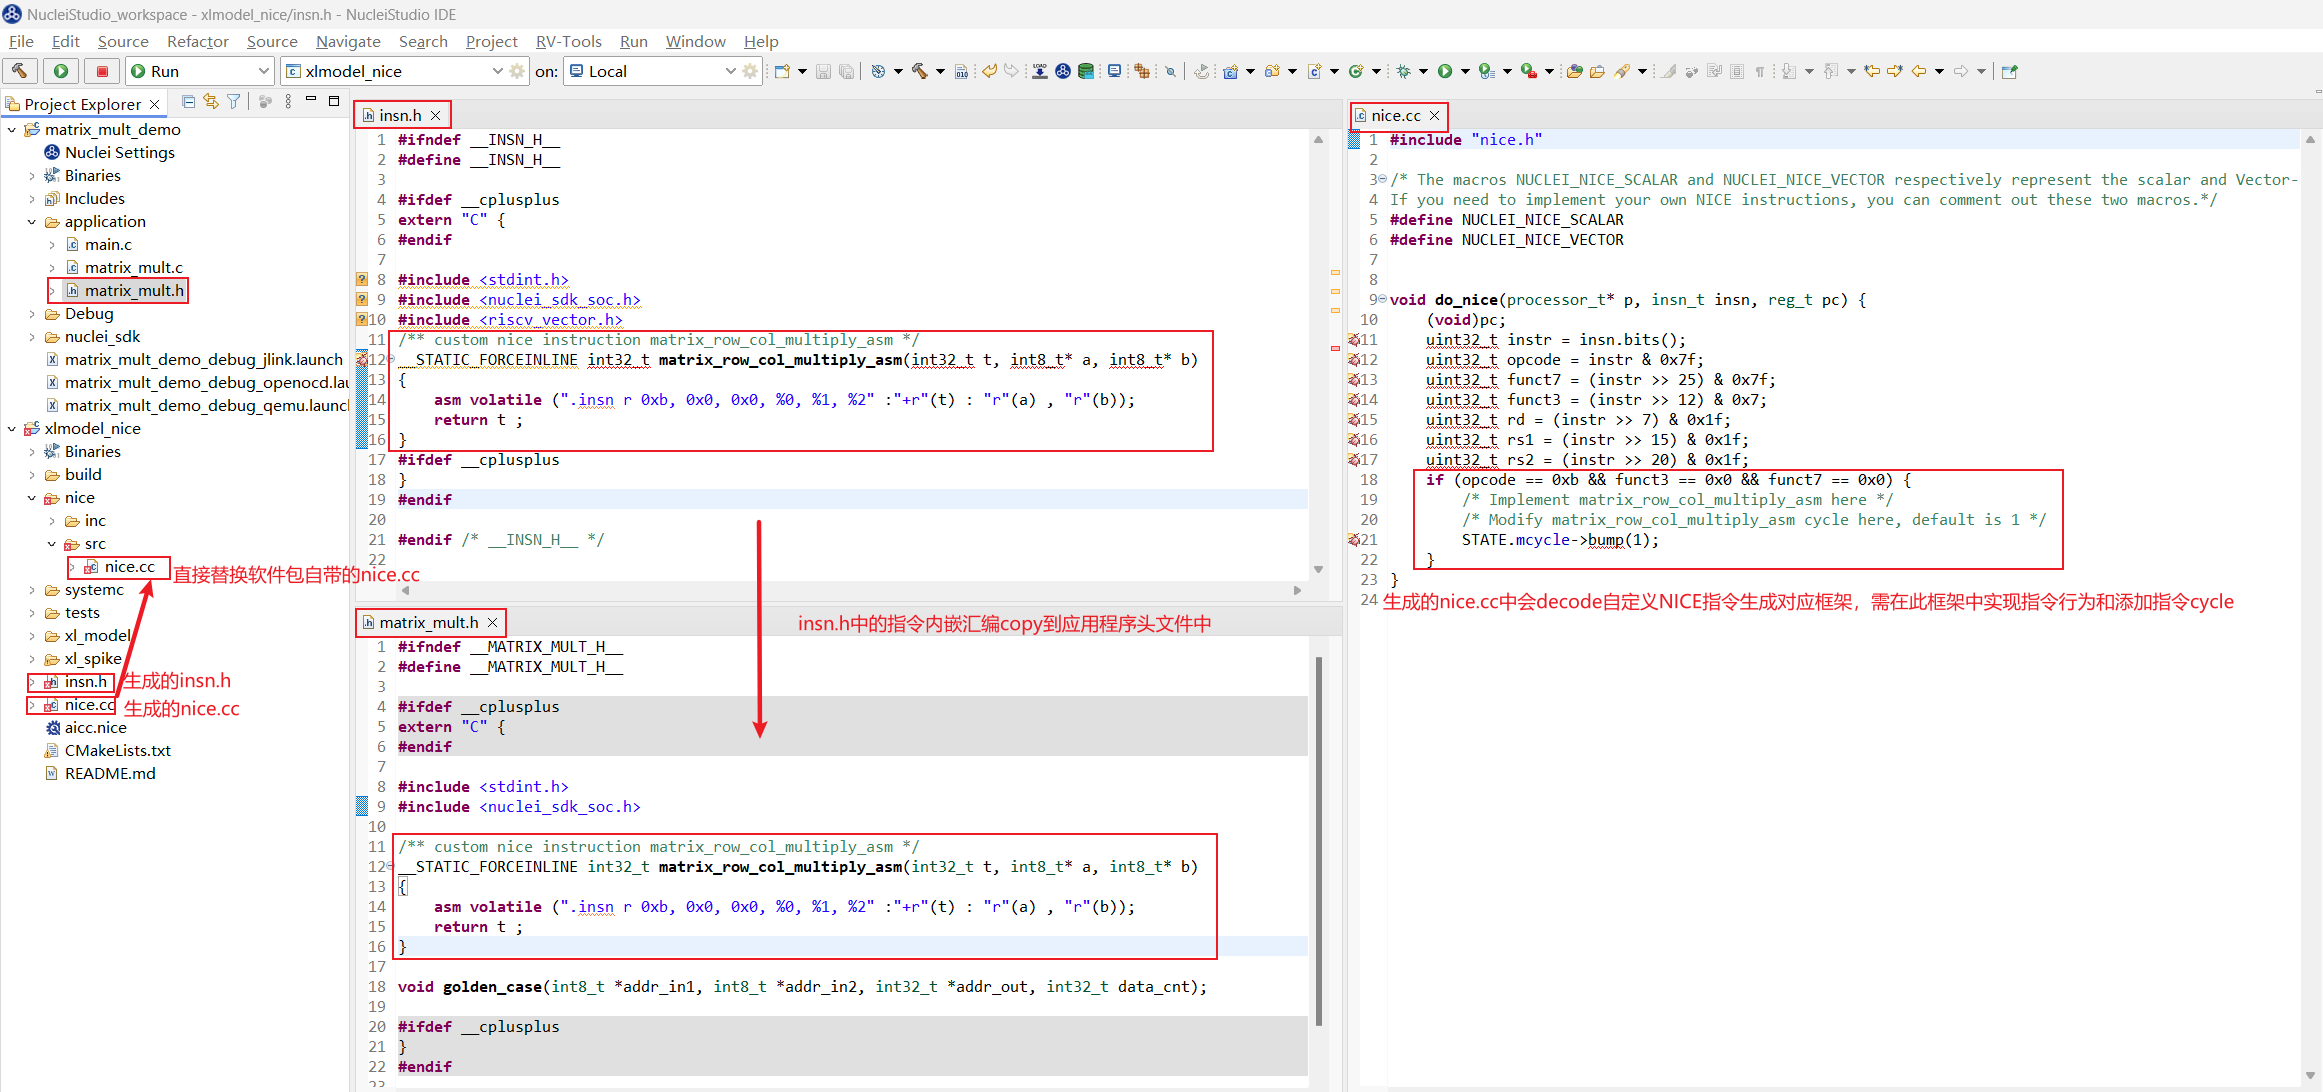 NucleiStudio_workspace - xlmodel_nice/insn.h - NucleiStudio IDE
File Edit Source Refactor Source Navigate Search Project RV-Tools Run Window Help
Run
xlmodel_nice
on:
Local
Project Explorer
matrix_mult_demo
Nuclei Settings
Binaries
Includes
application
main.c
matrix_mult.c
matrix_mult.h
Debug
nuclei_sdk
matrix_mult_demo_debug_jlink.launch
matrix_mult_demo_debug_openocd.lau
matrix_mult_demo_debug_qemu.launcl
xlmodel_nice
Binaries
build
nice
inc
src
nice.cc
直接替换软件包自带的nice.cc
systemc
tests
xl_model
xl_spike
insn.h
生成的insn.h
nice.cc
生成的nice.cc
aicc.nice
CMakeLists.txt
README.md
insn.h
1 #ifndef __INSN_H__
2 #define __INSN_H__
3
4 #ifdef __cplusplus
5 extern "C" {
6 #endif
7
8 #include <stdint.h>
9 #include <nuclei_sdk_soc.h>
10 #include <riscv_vector.h>
11 /** custom nice instruction matrix_row_col_multiply_asm */
12 __STATIC_FORCEINLINE int32_t matrix_row_col_multiply_asm(int32_t t, int8_t* a, int8_t* b)
13 {
14 asm volatile (".insn r 0xb, 0x0, 0x0, %0, %1, %2" :"+r"(t) : "r"(a) , "r"(b));
15 return t ;
16 }
17 #ifdef __cplusplus
18 }
19 #endif
20
21 #endif /* __INSN_H__ */
22
insn.h中的指令内嵌汇编copy到应用程序头文件中
matrix_mult.h
1 #ifndef __MATRIX_MULT_H__
2 #define __MATRIX_MULT_H__
3
4 #ifdef __cplusplus
5 extern "C" {
6 #endif
7
8 #include <stdint.h>
9 #include <nuclei_sdk_soc.h>
10
11 /** custom nice instruction matrix_row_col_multiply_asm */
12 __STATIC_FORCEINLINE int32_t matrix_row_col_multiply_asm(int32_t t, int8_t* a, int8_t* b)
13 {
14 asm volatile (".insn r 0xb, 0x0, 0x0, %0, %1, %2" :"+r"(t) : "r"(a) , "r"(b));
15 return t ;
16 }
17
18 void golden_case(int8_t *addr_in1, int8_t *addr_in2, int32_t *addr_out, int32_t data_cnt);
19
20 #ifdef __cplusplus
21 }
22 #endif
23
nice.cc
1 #include "nice.h"
2
3 /* The macros NUCLEI_NICE_SCALAR and NUCLEI_NICE_VECTOR respectively represent the scalar and Vector-
4 If you need to implement your own NICE instructions, you can comment out these two macros.*/
5 #define NUCLEI_NICE_SCALAR
6 #define NUCLEI_NICE_VECTOR
7
8
9 void do_nice(processor_t* p, insn_t insn, reg_t pc) {
10 (void)pc;
11 uint32_t instr = insn.bits();
12 uint32_t opcode = instr & 0x7f;
13 uint32_t funct7 = (instr >> 25) & 0x7f;
14 uint32_t funct3 = (instr >> 12) & 0x7;
15 uint32_t rd = (instr >> 7) & 0x1f;
16 uint32_t rs1 = (instr >> 15) & 0x1f;
17 uint32_t rs2 = (instr >> 20) & 0x1f;
18 if (opcode == 0xb && funct3 == 0x0 && funct7 == 0x0) {
19 /* Implement matrix_row_col_multiply_asm here */
20 /* Modify matrix_row_col_multiply_asm cycle here, default is 1 */
21 STATE.mcycle->bump(1);
22 }
23 }
24
生成的nice.cc中会decode自定义NICE指令生成对应框架，需在此框架中实现指令行为和添加指令cycle